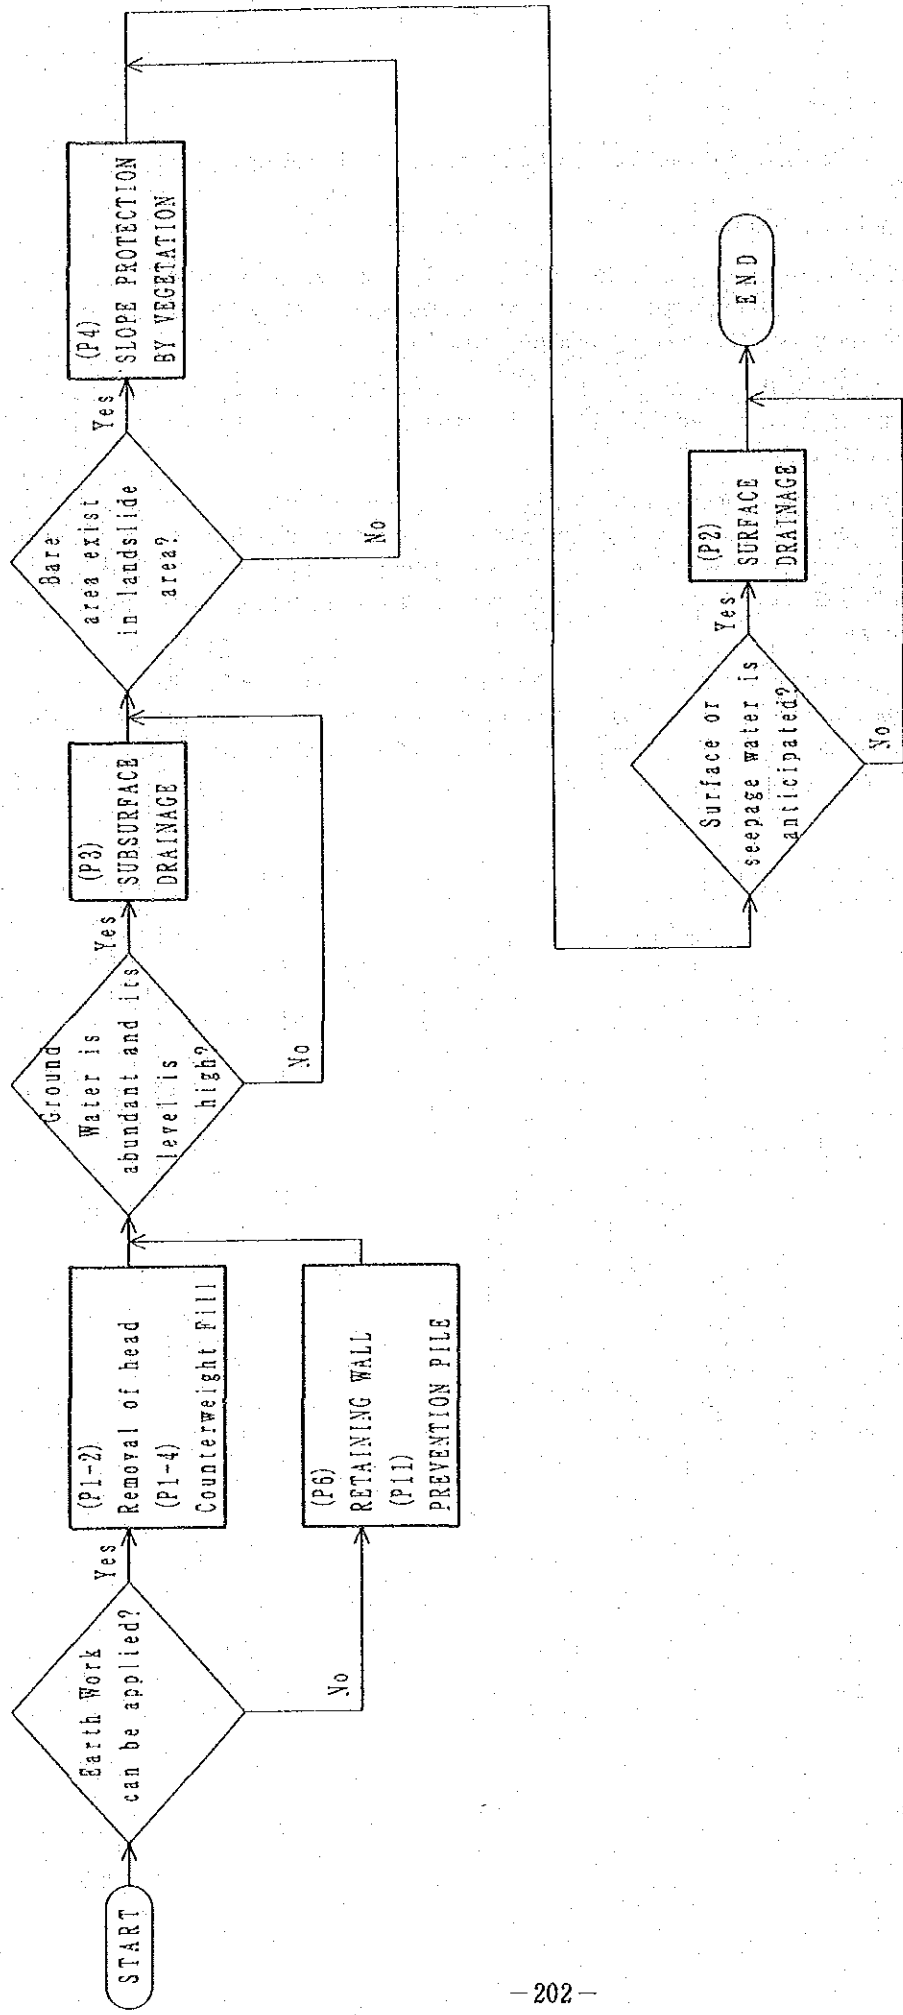 START
Earth Work
can be applied?
Yes
No
(P1-2)
Removal of head
(P1-4)
Counterweight Fill
(P6)
RETAINING WALL
(P11)
PREVENTION PILE
Ground
Water is
abundant and its
level is
high?
Yes
No
(P3)
SUBSURFACE
DRAINAGE
Bare
area exist
in landslide
area?
Yes
No
(P4)
SLOPE PROTECTION
BY VEGETATION
Surface or
seepage water is
anticipated?
Yes
No
(P2)
SURFACE
DRAINAGE
END
-202-